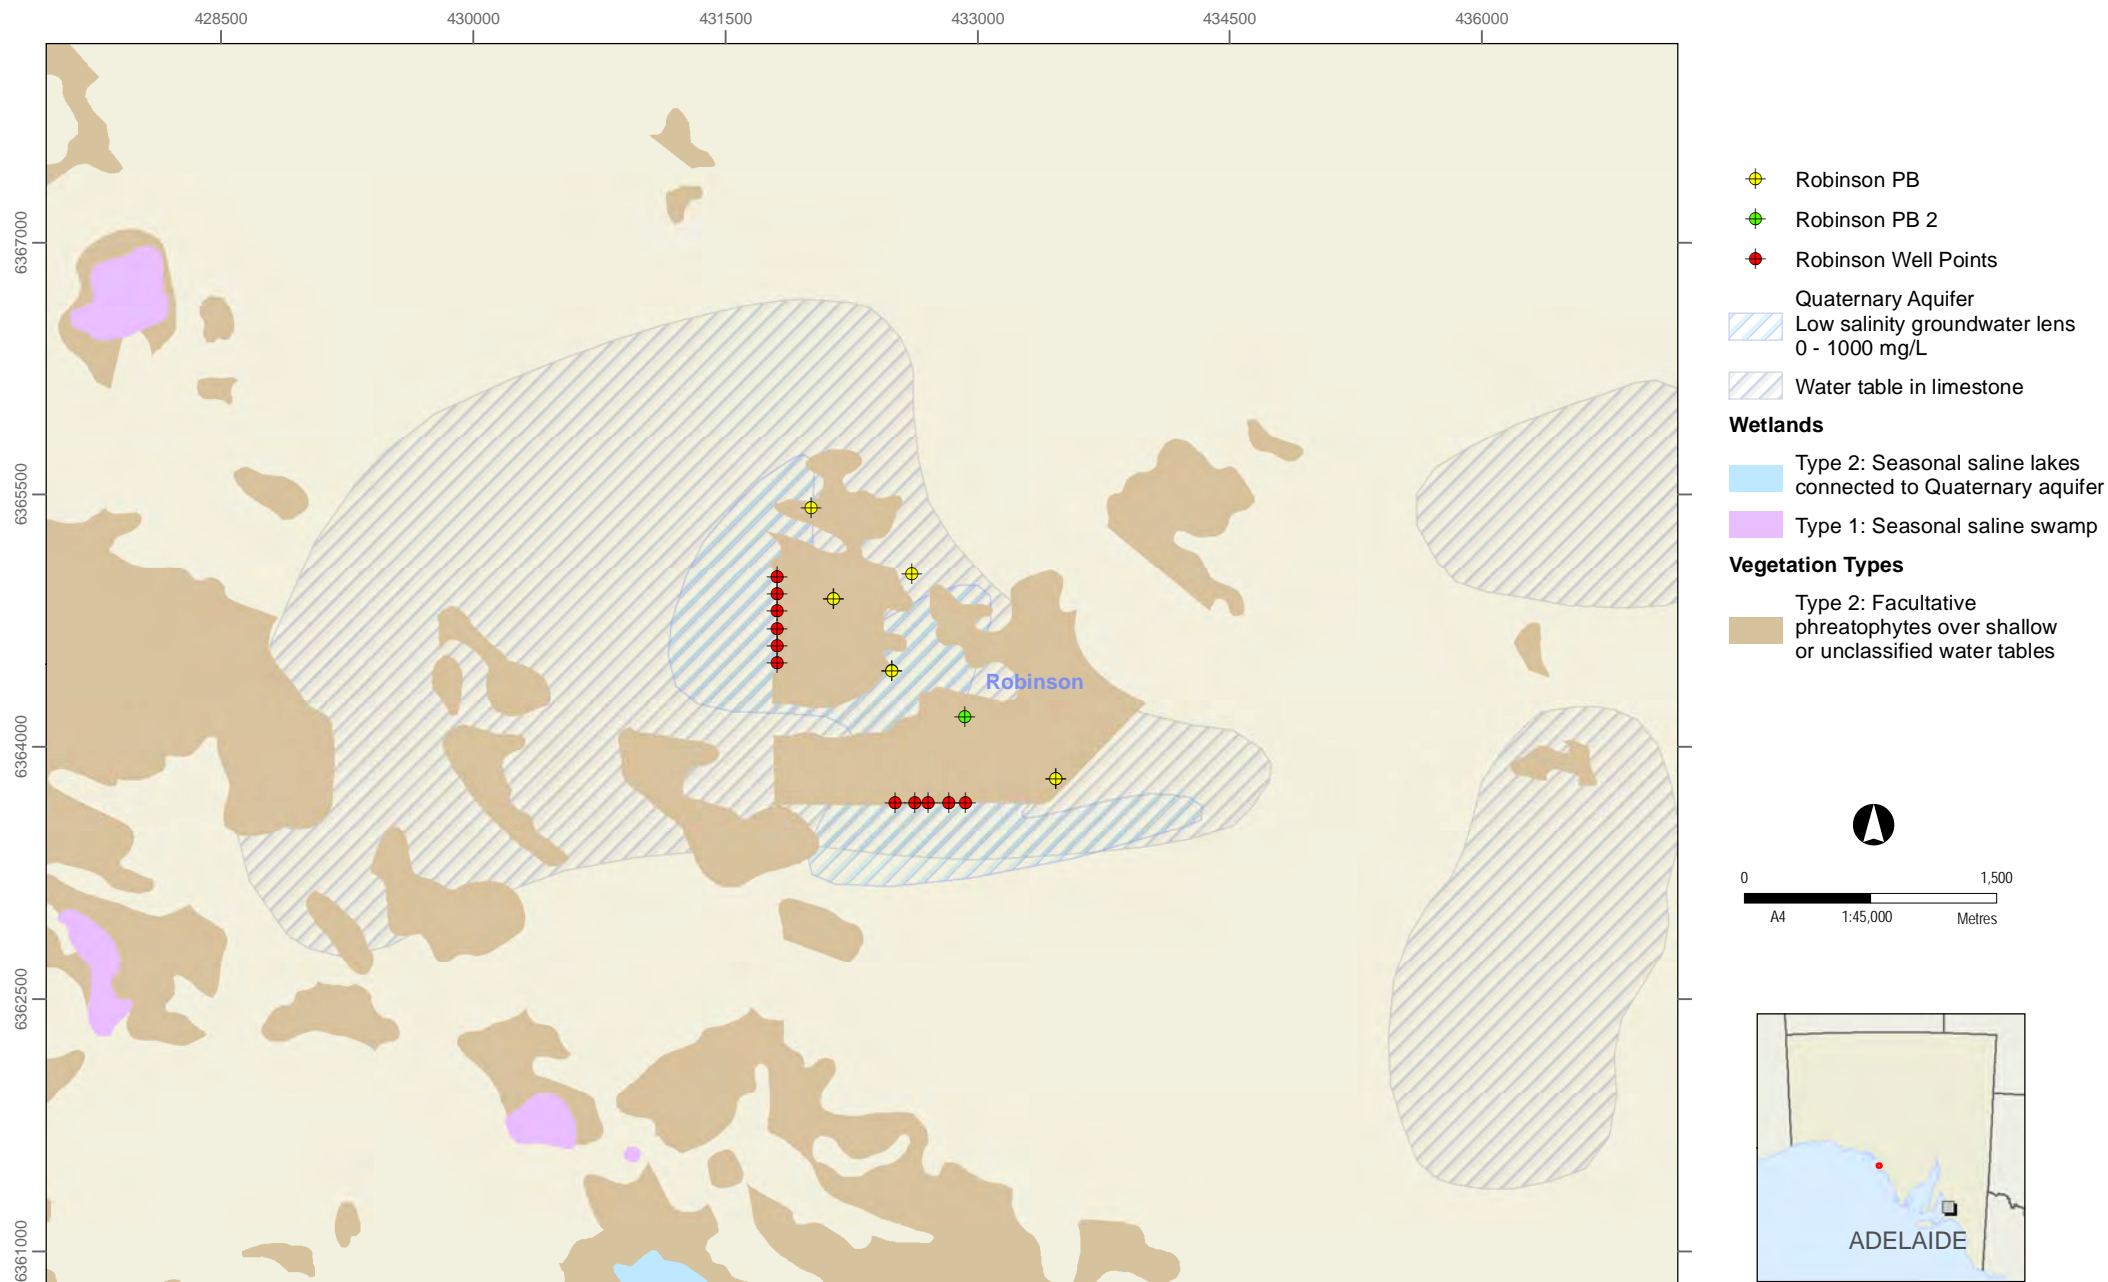 428500
430000
431500
433000
434500
436000
6367000
6365500
6364000
6362500
6361000
Robinson
Robinson PB
Robinson PB 2
Robinson Well Points
Quaternary Aquifer
Low salinity groundwater lens
0 - 1000 mg/L
Water table in limestone
Wetlands
Type 2: Seasonal saline lakes
connected to Quaternary aquifer
Type 1: Seasonal saline swamp
Vegetation Types
Type 2: Facultative
phreatophytes over shallow
or unclassified water tables
0 1,500
A4 1:45,000 Metres
ADELAIDE